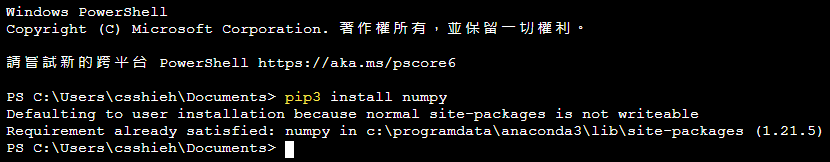 Windows PowerShell
Copyright (C) Microsoft Corporation. 著作權所有，並保留一切權利。
請嘗試新的跨平台 PowerShell https://aka.ms/pscore6
PS C:\Users\csshieh\Documents> pip3 install numpy
Defaulting to user installation because normal site-packages is not writeable
Requirement already satisfied: numpy in c:\programdata\anaconda3\lib\site-packages (1.21.5)
PS C:\Users\csshieh\Documents>